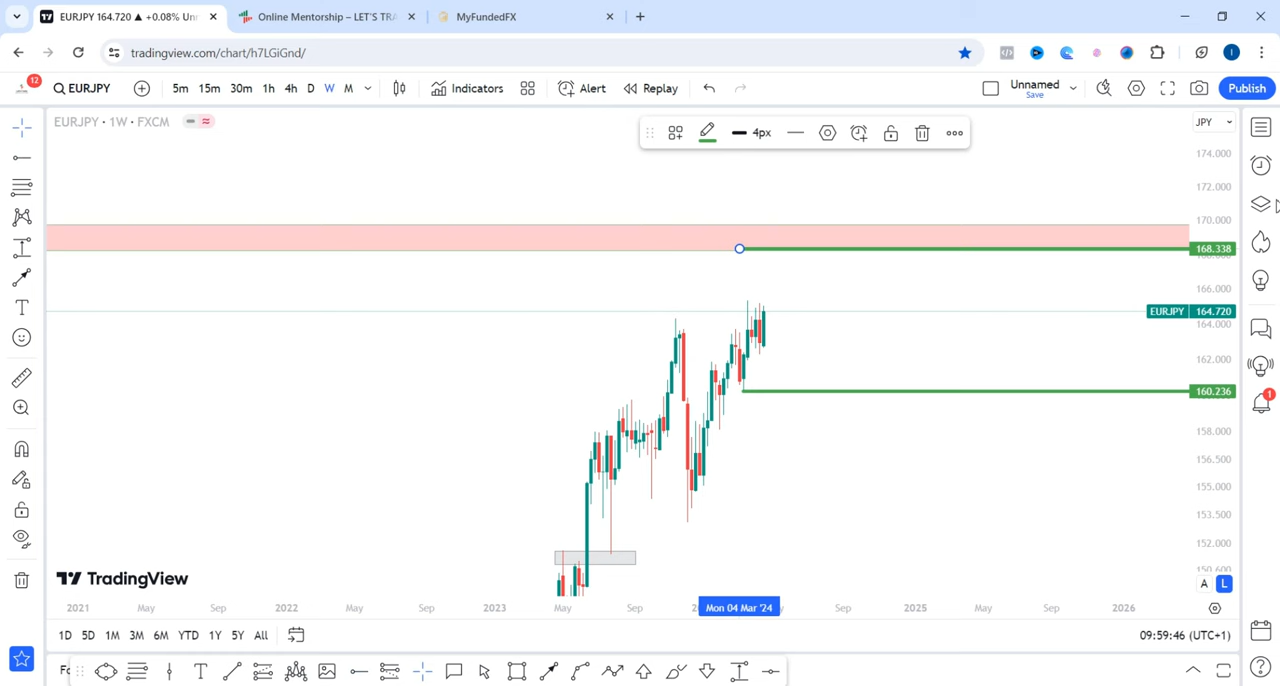 EURJPY 164.720 ▲ +0.08% Unr
Online Mentorship – LET'S TRA
MyFundedFX
tradingview.com/chart/h7LGiGnd/
12
EURJPY
5m 15m 30m 1h 4h D W M
Indicators
Alert
Replay
Unnamed
Save
Publish
EURJPY · 1W · FXCM
4px
JPY
174.000
172.000
170.000
168.338
166.000
EURJPY 164.720
164.000
162.000
160.236
158.000
156.500
155.000
153.500
152.000
150.600
1
TradingView
A L
2021 May Sep 2022 May Sep 2023 May Sep Mon 04 Mar '24 Sep 2025 May Sep 2026
1D 5D 1M 3M 6M YTD 1Y 5Y All
09:59:46 (UTC+1)